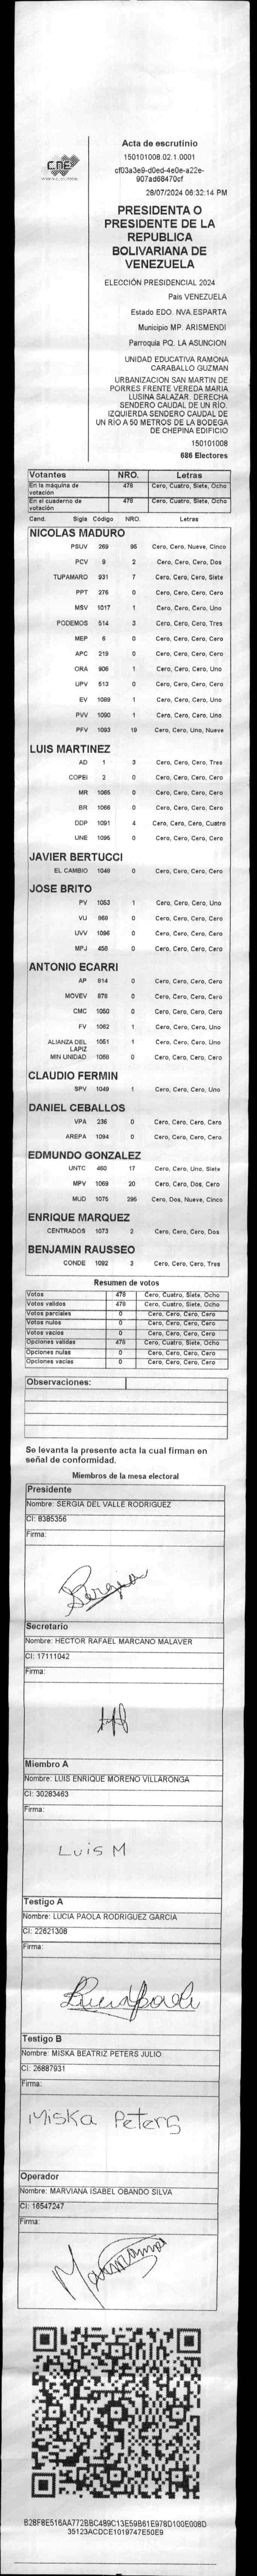 CNE
Acta de escrutinio
150101008.02.1.0001
cf03a3e9-d0ed-4e0e-a22e-
907ad68470cf
28/07/2024 06:32:14 PM
PRESIDENTA O
PRESIDENTE DE LA
REPUBLICA
BOLIVARIANA DE
VENEZUELA
ELECCIÓN PRESIDENCIAL 2024
País VENEZUELA
Estado EDO. NVA.ESPARTA
Municipio MP. ARISMENDI
Parroquia PQ. LA ASUNCION
UNIDAD EDUCATIVA RAMONA
CARABALLO GUZMAN
URBANIZACION SAN MARTIN DE
PORRES FRENTE VEREDA MARIA
LUSINA SALAZAR. DERECHA
SENDERO CAUDAL DE UN RÍO.
IZQUIERDA SENDERO CAUDAL DE
UN RÍO A 50 METROS DE LA BODEGA
DE CHEPINA EDIFICIO
150101008
686 Electores
Votantes NRO. Letras
En la máquina de votación 478 Cero, Cuatro, Siete, Ocho
En el cuaderno de votación 478 Cero, Cuatro, Siete, Ocho
Cand. Sigla Código NRO. Letras
NICOLAS MADURO
PSUV 269 95 Cero, Cero, Nueve, Cinco
PCV 9 2 Cero, Cero, Cero, Dos
TUPAMARO 931 7 Cero, Cero, Cero, Siete
PPT 276 0 Cero, Cero, Cero, Cero
MSV 1017 1 Cero, Cero, Cero, Uno
PODEMOS 514 3 Cero, Cero, Cero, Tres
MEP 6 0 Cero, Cero, Cero, Cero
APC 219 0 Cero, Cero, Cero, Cero
ORA 906 1 Cero, Cero, Cero, Uno
UPV 513 0 Cero, Cero, Cero, Cero
EV 1089 1 Cero, Cero, Cero, Uno
PVV 1090 1 Cero, Cero, Cero, Uno
PFV 1093 19 Cero, Cero, Uno, Nueve
LUIS MARTINEZ
AD 1 3 Cero, Cero, Cero, Tres
COPEI 2 0 Cero, Cero, Cero, Cero
MR 1065 0 Cero, Cero, Cero, Cero
BR 1066 0 Cero, Cero, Cero, Cero
DDP 1091 4 Cero, Cero, Cero, Cuatro
UNE 1095 0 Cero, Cero, Cero, Cero
JAVIER BERTUCCI
EL CAMBIO 1048 0 Cero, Cero, Cero, Cero
JOSE BRITO
PV 1053 1 Cero, Cero, Cero, Uno
VU 868 0 Cero, Cero, Cero, Cero
UVV 1096 0 Cero, Cero, Cero, Cero
MPJ 458 0 Cero, Cero, Cero, Cero
ANTONIO ECARRI
AP 914 0 Cero, Cero, Cero, Cero
MOVEV 878 0 Cero, Cero, Cero, Cero
CMC 1050 0 Cero, Cero, Cero, Cero
FV 1062 1 Cero, Cero, Cero, Uno
ALIANZA DEL LAPIZ 1051 1 Cero, Cero, Cero, Uno
MIN UNIDAD 1058 0 Cero, Cero, Cero, Cero
CLAUDIO FERMIN
SPV 1049 1 Cero, Cero, Cero, Uno
DANIEL CEBALLOS
VPA 236 0 Cero, Cero, Cero, Cero
AREPA 1094 0 Cero, Cero, Cero, Cero
EDMUNDO GONZALEZ
UNTC 460 17 Cero, Cero, Uno, Siete
MPV 1069 20 Cero, Cero, Dos, Cero
MUD 1075 295 Cero, Dos, Nueve, Cinco
ENRIQUE MARQUEZ
CENTRADOS 1073 2 Cero, Cero, Cero, Dos
BENJAMIN RAUSSEO
CONDE 1092 3 Cero, Cero, Cero, Tres
Resumen de votos
Votos 478 Cero, Cuatro, Siete, Ocho
Votos validos 478 Cero, Cuatro, Siete, Ocho
Votos parciales 0 Cero, Cero, Cero, Cero
Votos nulos 0 Cero, Cero, Cero, Cero
Votos vacíos 0 Cero, Cero, Cero, Cero
Opciones validas 478 Cero, Cuatro, Siete, Ocho
Opciones nulas 0 Cero, Cero, Cero, Cero
Opciones vacías 0 Cero, Cero, Cero, Cero
Observaciones:
Se levanta la presente acta la cual firman en
señal de conformidad.
Miembros de la mesa electoral
Presidente
Nombre: SERGIA DEL VALLE RODRIGUEZ
CI: 8385356
Firma:
Sergia
Secretario
Nombre: HECTOR RAFAEL MARCANO MALAVER
CI: 17111042
Firma:
Miembro A
Nombre: LUIS ENRIQUE MORENO VILLARONGA
CI: 30283463
Firma:
Luis M
Testigo A
Nombre: LUCIA PAOLA RODRIGUEZ GARCIA
CI: 22621308
Firma:
Testigo B
Nombre: MISKA BEATRIZ PETERS JULIO
CI: 26887931
Firma:
Miska Peters
Operador
Nombre: MARVIANA ISABEL OBANDO SILVA
CI: 16547247
Firma:
B28F8E516AA772BBC489C13E59B61E978D100E008D
35123ACDCE1019747E50E9